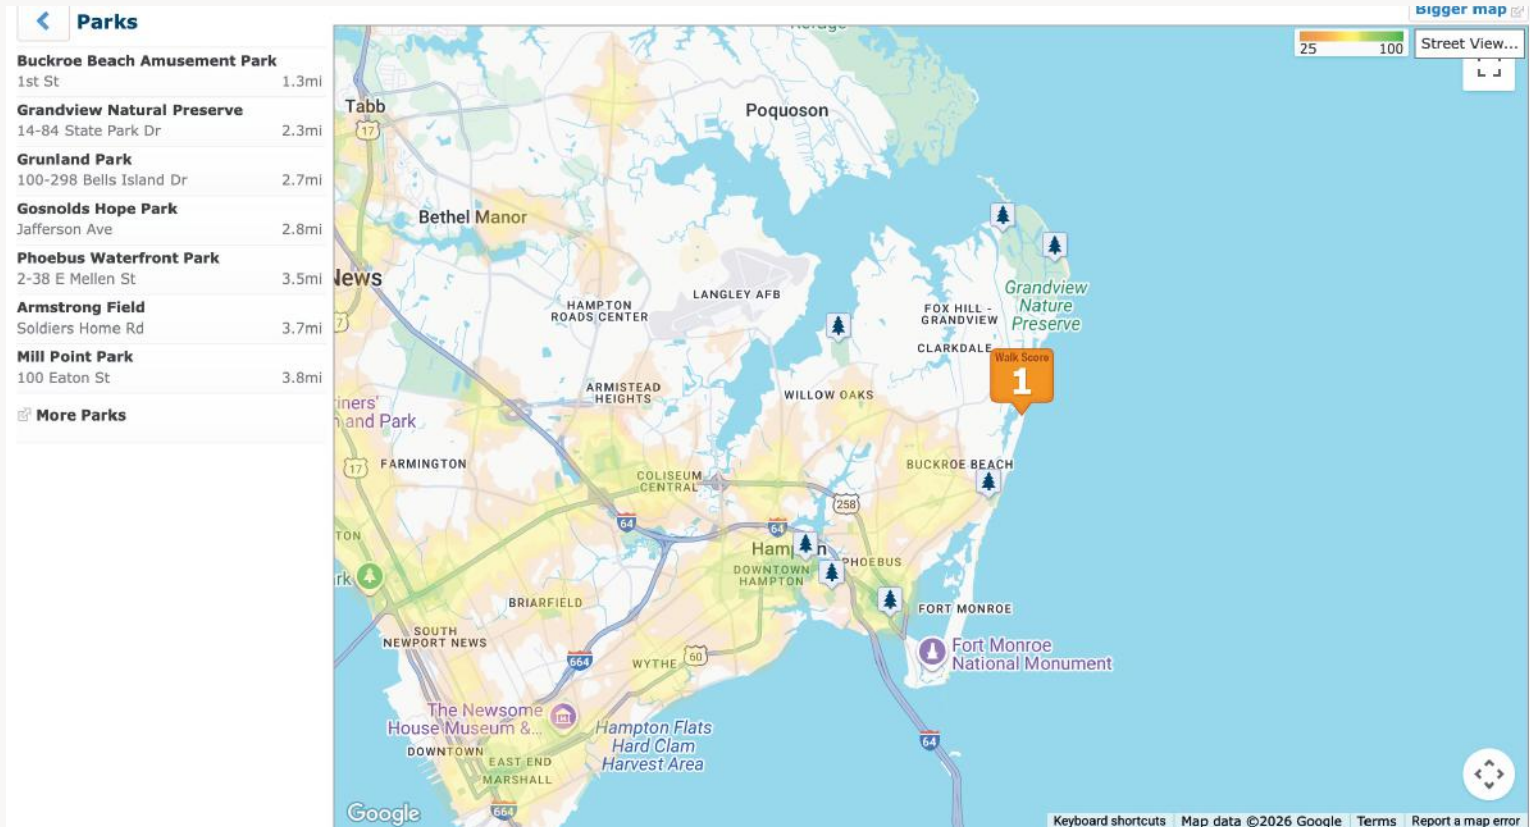 Parks
Buckroe Beach Amusement Park
1st St 1.3mi
Grandview Natural Preserve
14-84 State Park Dr 2.3mi
Grunland Park
100-298 Bells Island Dr 2.7mi
Gosnolds Hope Park
Jafferson Ave 2.8mi
Phoebus Waterfront Park
2-38 E Mellen St 3.5mi
Armstrong Field
Soldiers Home Rd 3.7mi
Mill Point Park
100 Eaton St 3.8mi
More Parks
Bigger map
25 100
Street View...
Refuge
Tabb
17
Poquoson
Bethel Manor
News
LANGLEY AFB
HAMPTON
ROADS CENTER
Grandview
Nature
Preserve
FOX HILL -
GRANDVIEW
CLARKDALE
Walk Score
1
7
ARMISTEAD
HEIGHTS
WILLOW OAKS
iners'
n and Park
17
FARMINGTON
COLISEUM
CENTRAL
BUCKROE BEACH
258
64
64
TON
Hampton
DOWNTOWN
HAMPTON
PHOEBUS
rk
BRIARFIELD
FORT MONROE
SOUTH
NEWPORT NEWS
Fort Monroe
National Monument
664
WYTHE
60
The Newsome
House Museum &...
Hampton Flats
Hard Clam
Harvest Area
64
DOWNTOWN
EAST END
MARSHALL
664
Google
Keyboard shortcuts Map data ©2026 Google Terms Report a map error